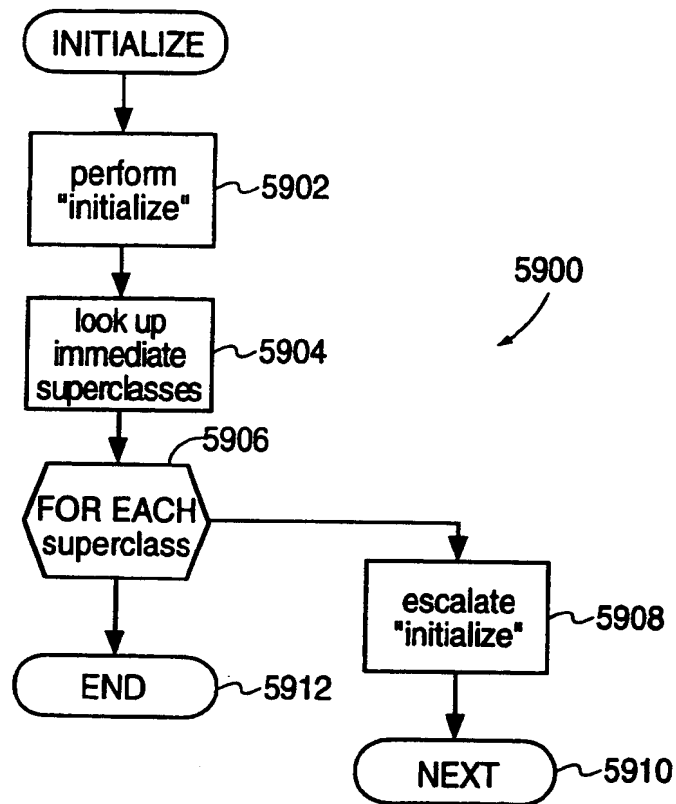 INITIALIZE
perform
"initialize"
5902
5900
look up
immediate
superclasses
5904
5906
FOR EACH
superclass
escalate
"initialize"
5908
END
5912
NEXT
5910